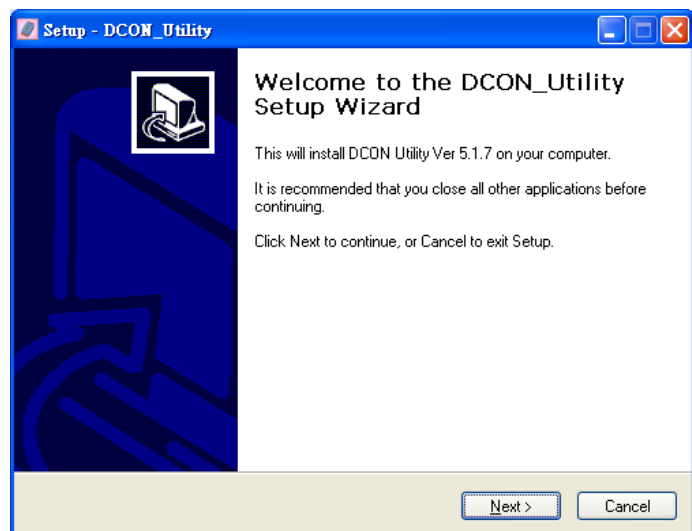 Setup - DCON_Utility
Welcome to the DCON_Utility
Setup Wizard
This will install DCON Utility Ver 5.1.7 on your computer.
It is recommended that you close all other applications before
continuing.
Click Next to continue, or Cancel to exit Setup.
Next >
Cancel